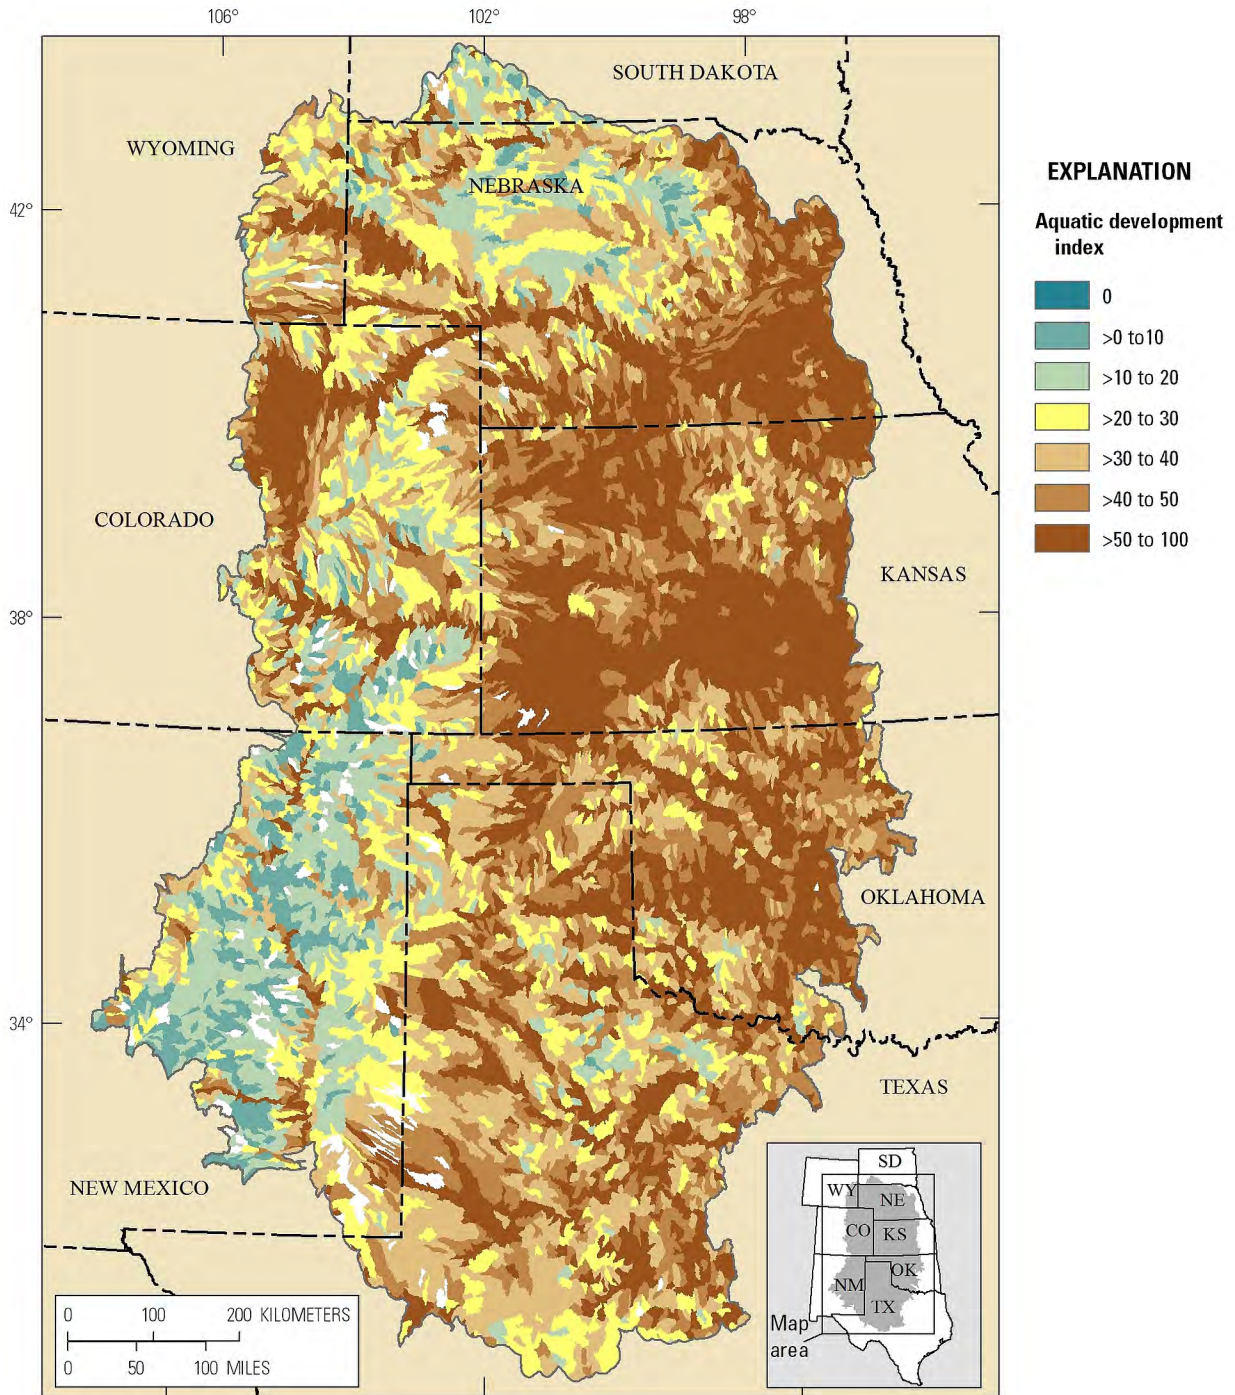 106°
102°
98°
SOUTH DAKOTA
WYOMING
NEBRASKA
42°
COLORADO
38°
KANSAS
OKLAHOMA
34°
TEXAS
NEW MEXICO
EXPLANATION
Aquatic development
index
0
>0 to10
>10 to 20
>20 to 30
>30 to 40
>40 to 50
>50 to 100
0 100 200 KILOMETERS
0 50 100 MILES
SD
WY
NE
CO
KS
OK
NM
TX
Map
area